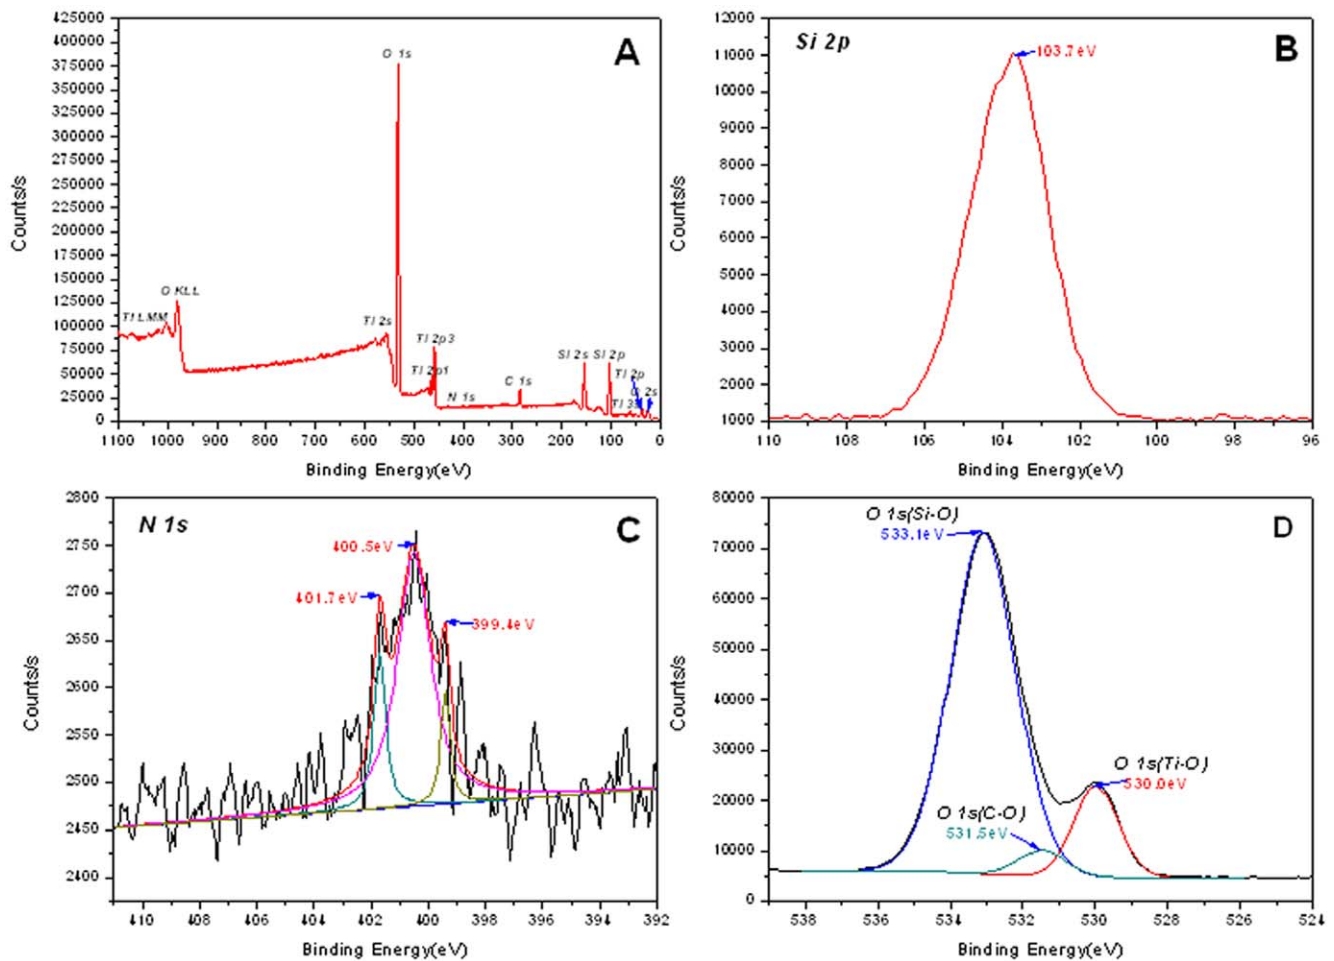 425000
400000
375000
350000
325000
300000
275000
250000
225000
200000
175000
150000
125000
100000
75000
50000
25000
0
Counts/s
A
O 1s
O KLL
Ti LMM
Ti 2s
Ti 2p3
Ti 2p1
N 1s
C 1s
Si 2s
Si 2p
Ti 2p
O 2s
1100 1000 900 800 700 600 500 400 300 200 100 0
Binding Energy(eV)
12000
11000
10000
9000
8000
7000
6000
5000
4000
3000
2000
1000
Counts/s
Si 2p
B
103.7eV
110 108 106 104 102 100 98 96
Binding Energy(eV)
2800
2750
2700
2650
2600
2550
2500
2450
2400
Counts/s
N 1s
C
400.5eV
401.7eV
399.4eV
410 408 406 404 402 400 398 396 394 392
Binding Energy(eV)
80000
70000
60000
50000
40000
30000
20000
10000
0
Counts/s
O 1s(Si-O)
533.1eV
D
O 1s(Ti-O)
530.0eV
O 1s(C-O)
531.5eV
538 536 534 532 530 528 526 524
Binding Energy(eV)